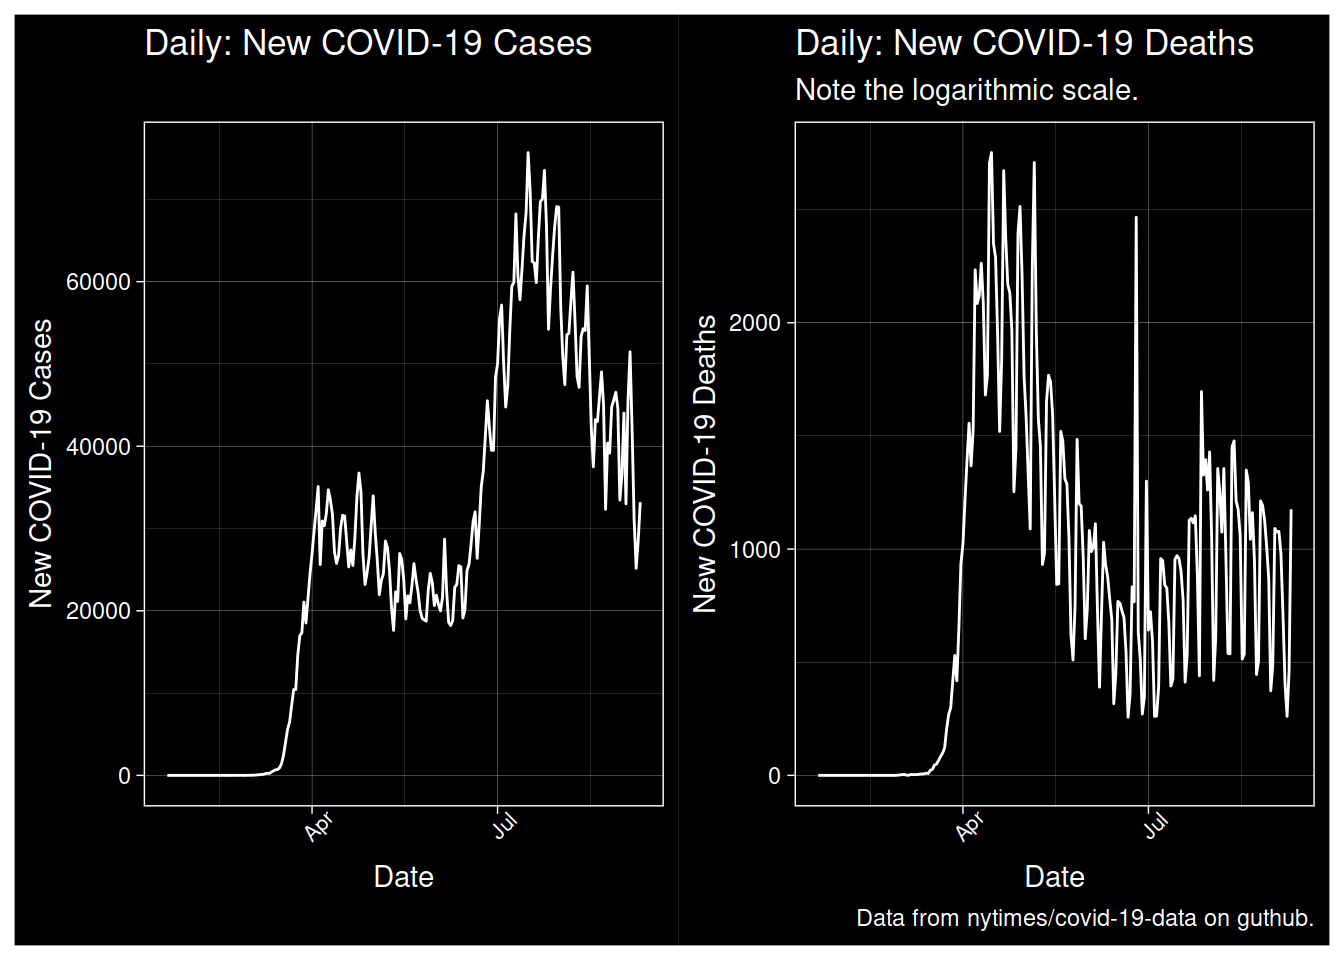 Daily: New COVID-19 Cases
New COVID-19 Cases
60000
40000
20000
0
Apr
Jul
Date
Daily: New COVID-19 Deaths
Note the logarithmic scale.
New COVID-19 Deaths
2000
1000
0
Apr
Jul
Date
Data from nytimes/covid-19-data on guthub.